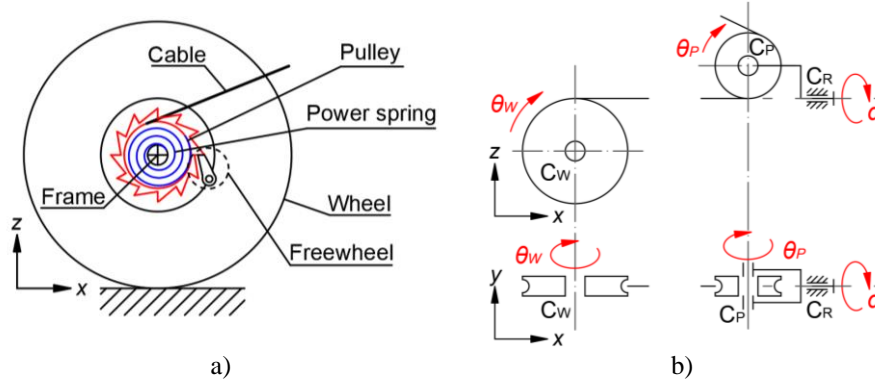 Cable
Pulley
Power spring
Frame
Wheel
Freewheel
z
x
a)
θW
CW
z
x
θP
CP
CR
θW
CW
y
x
θP
CP
CR
b)